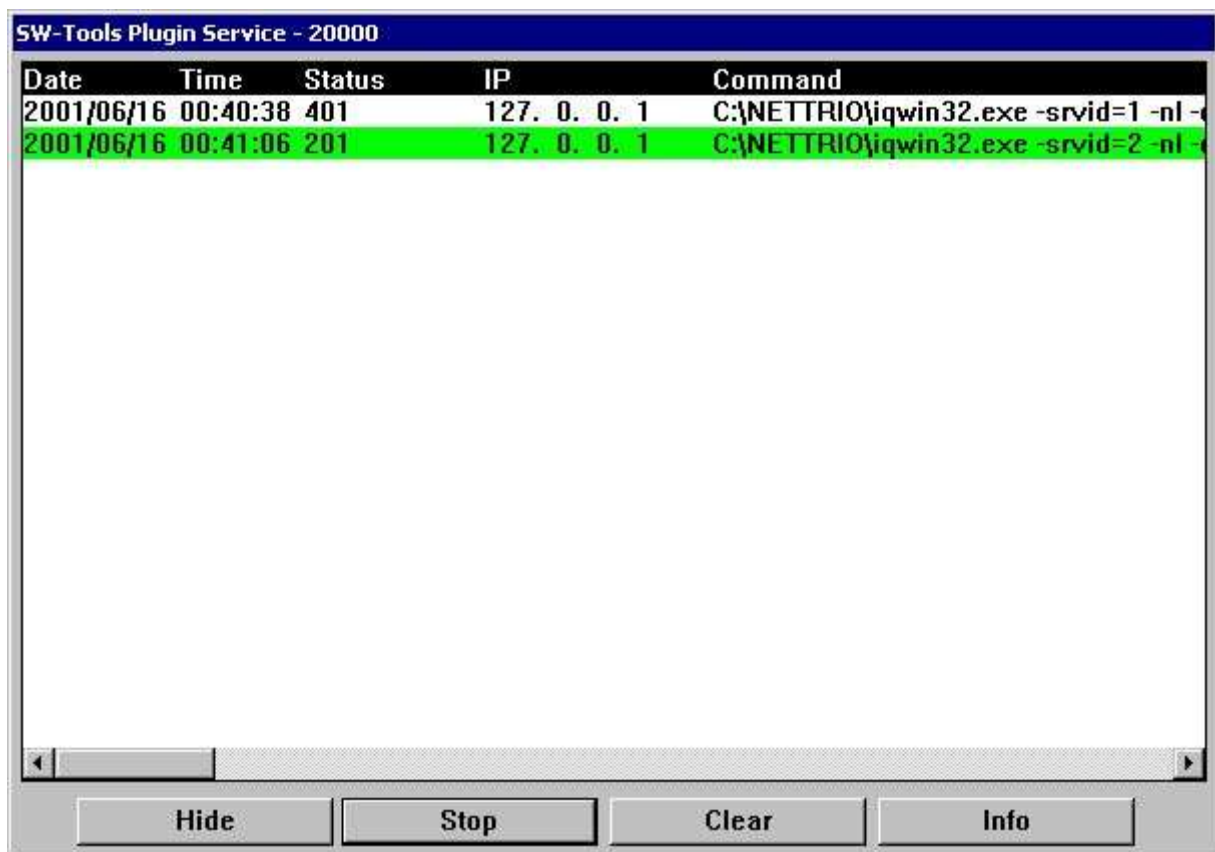 SW-Tools Plugin Service - 20000
Date Time Status IP Command
2001/06/16 00:40:38 401 127. 0. 0. 1 C:\NETTRIO\iqwin32.exe -srvid=1 -nl -
2001/06/16 00:41:06 201 127. 0. 0. 1 C:\NETTRIO\iqwin32.exe -srvid=2 -nl -
Hide Stop Clear Info